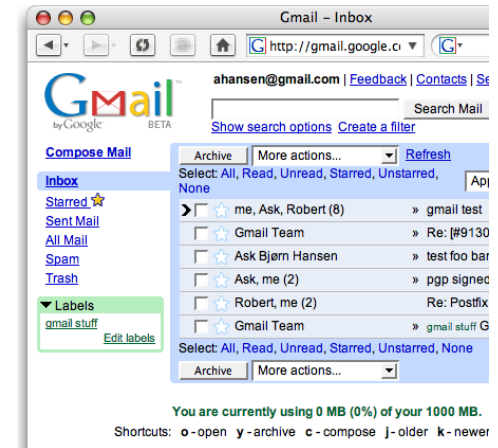 Gmail – Inbox
G http://gmail.google.c
G
Gmail
by Google BETA
ahansen@gmail.com | Feedback | Contacts | Se
Search Mail
Show search options Create a filter
Compose Mail
Inbox
Starred
Sent Mail
All Mail
Spam
Trash
Labels
gmail stuff
Edit labels
Archive More actions... Refresh
Select: All, Read, Unread, Starred, Unstarred,
None
App
me, Ask, Robert (8) » gmail test
Gmail Team » Re: [#9130
Ask Bjørn Hansen » test foo bar
Ask, me (2) » pgp signed
Robert, me (2) Re: Postfix
Gmail Team » gmail stuff G
Select: All, Read, Unread, Starred, Unstarred, None
Archive More actions...
You are currently using 0 MB (0%) of your 1000 MB.
Shortcuts: o - open y - archive c - compose j - older k - newer